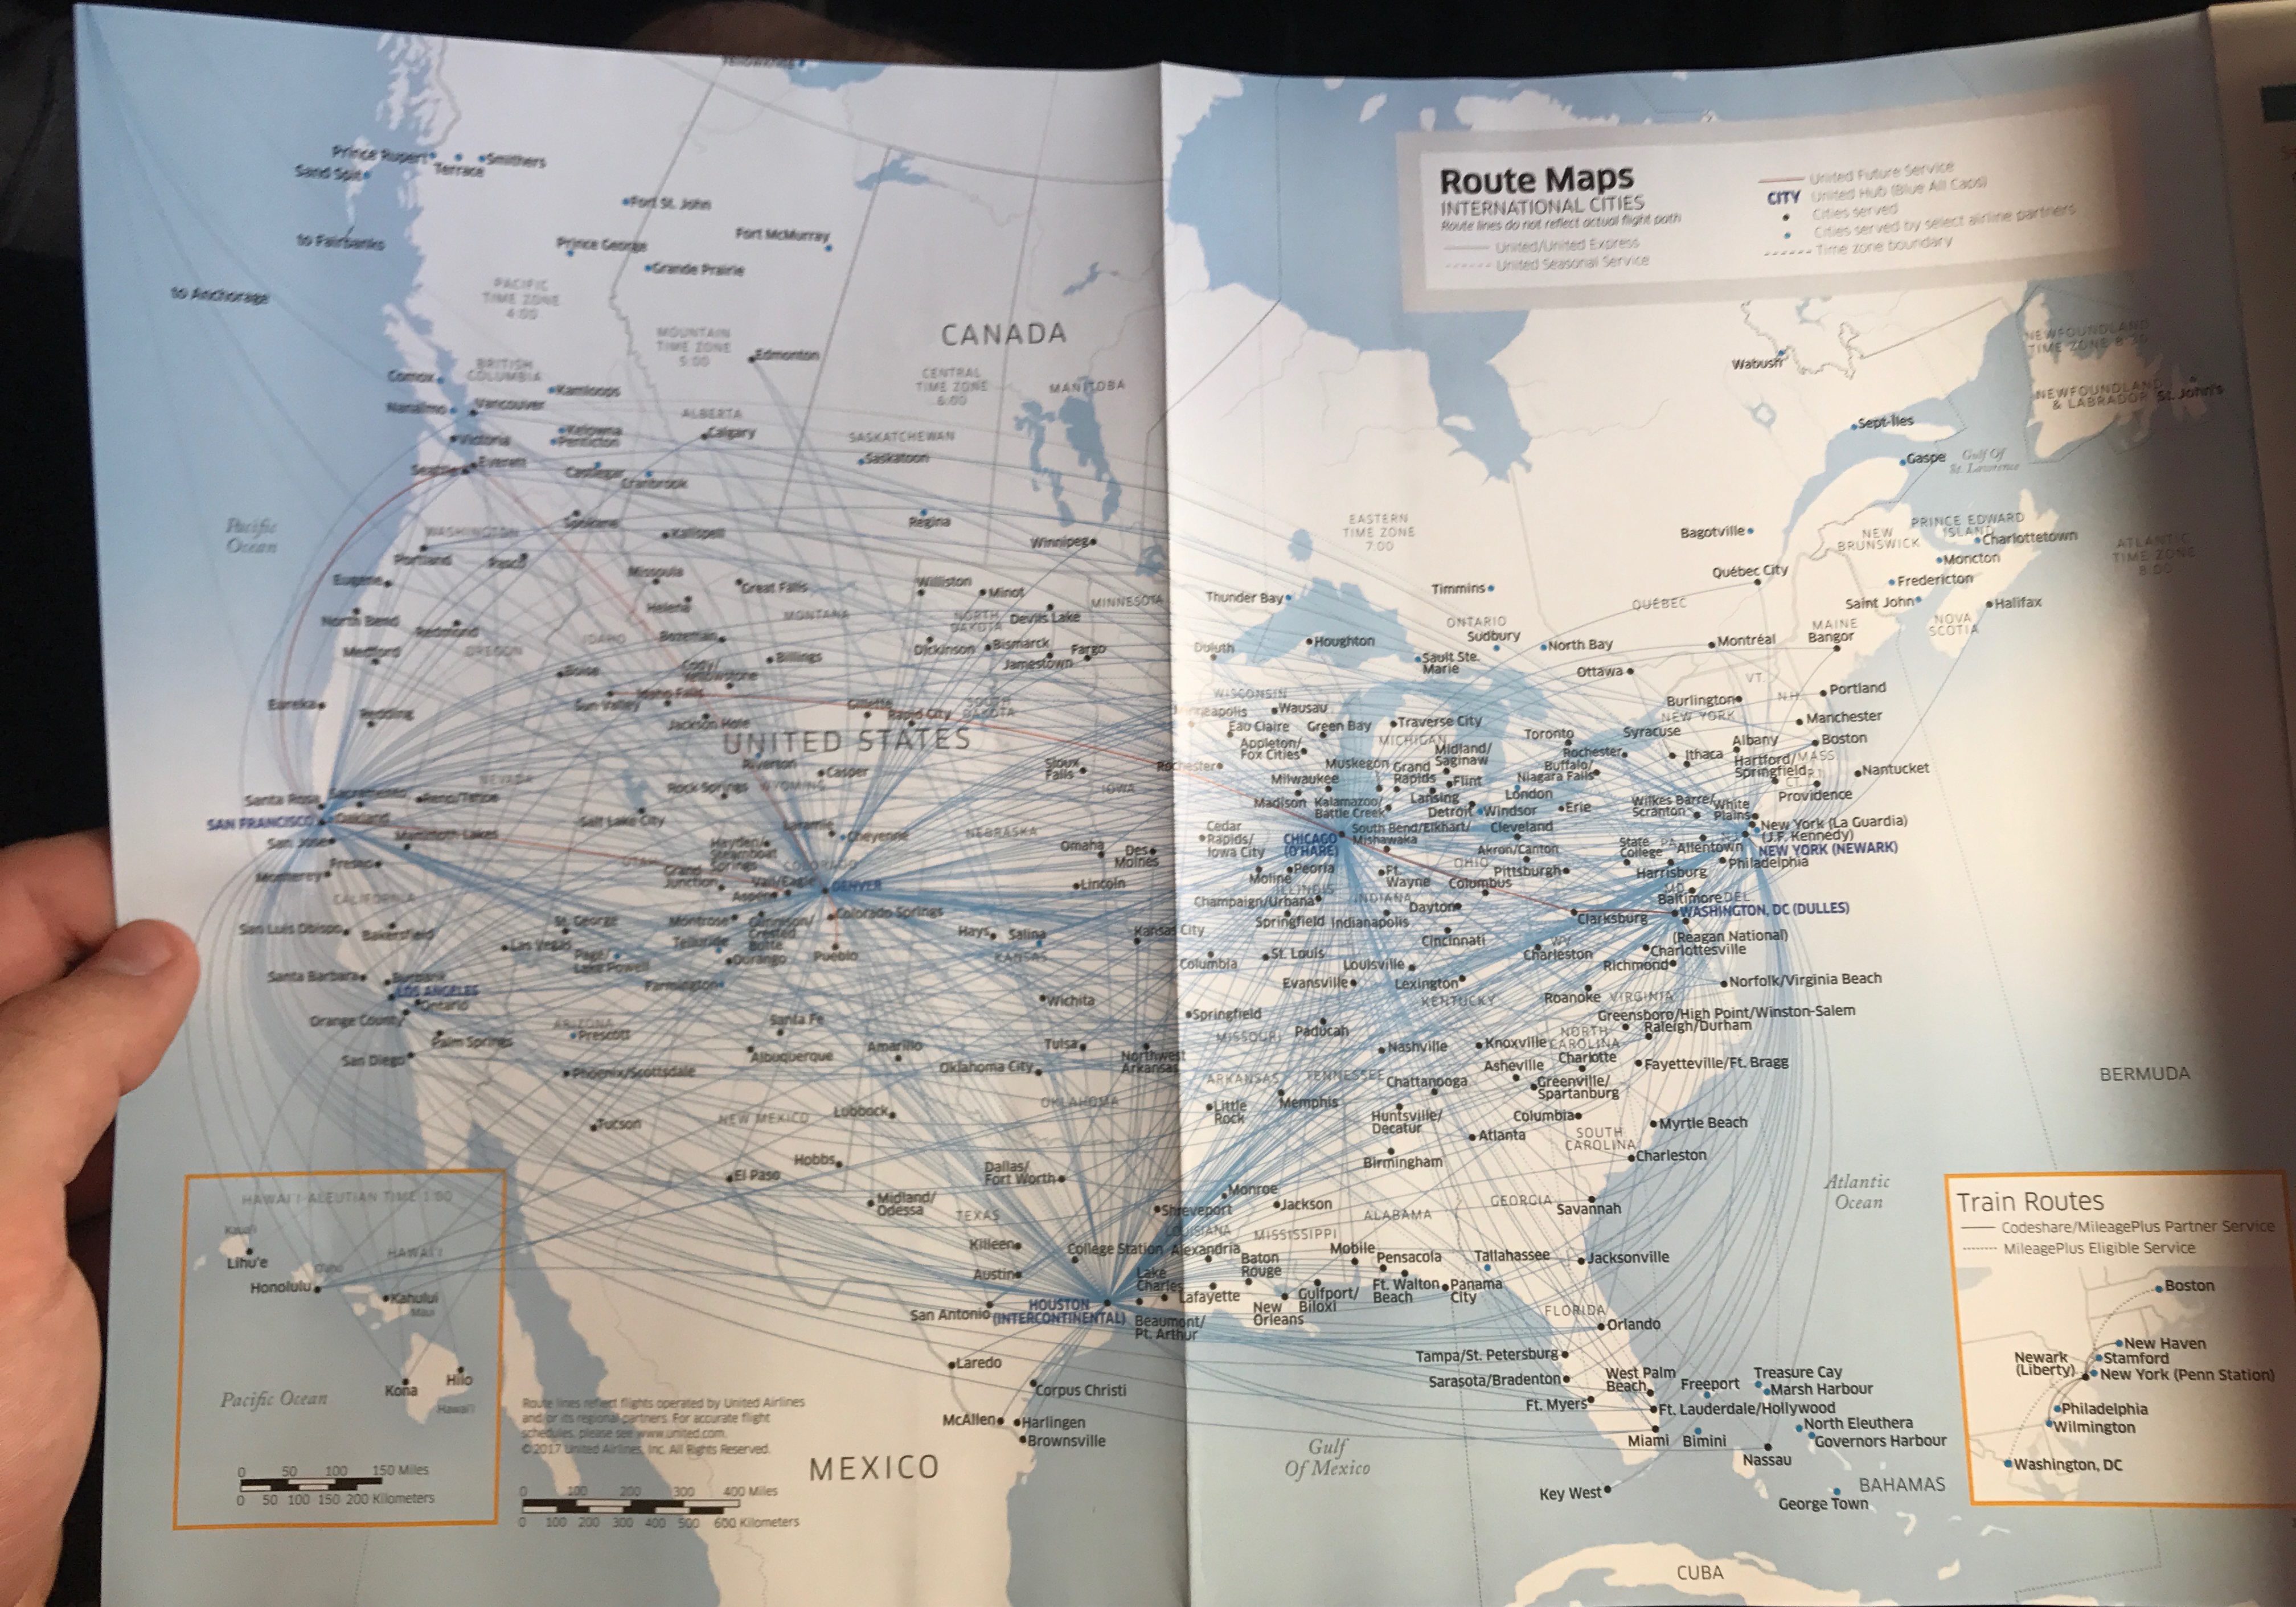 Yellowknife
Prince Rupert
Smithers
Terrace
Sand Spit
Fort St. John
to Fairbanks
Prince George
Fort McMurray
Grande Prairie
to Anchorage
PACIFIC
TIME ZONE
4:00
MOUNTAIN
TIME ZONE
5:00
CANADA
Edmonton
BRITISH
COLUMBIA
CENTRAL
TIME ZONE
6:00
MANITOBA
Comox
Kamloops
Nanaimo
Vancouver
ALBERTA
Victoria
Kelowna
Penticton
Calgary
SASKATCHEWAN
Saskatoon
Seattle
Everett
Castlegar
Cranbrook
Pacific
Ocean
WASHINGTON
Spokane
Kalispell
Regina
Winnipeg
Portland
Pasco
Eugene
Missoula
Great Falls
Williston
Minot
MINNESOTA
North Bend
Redmond
Helena
MONTANA
NORTH
DAKOTA
Devils Lake
IDAHO
Bozeman
Medford
OREGON
Dickinson
Bismarck
Fargo
Jamestown
Billings
Boise
Cody/
Yellowstone
Eureka
Redding
Sun Valley
Idaho Falls
Jackson Hole
Gillette
Rapid City
SOUTH
DAKOTA
UNITED STATES
Riverton
Casper
Sioux
Falls
NEVADA
Rock Springs
WYOMING
IOWA
Santa Rosa
Sacramento
Reno/Tahoe
SAN FRANCISCO
Oakland
Salt Lake City
Laramie
Cheyenne
NEBRASKA
San Jose
Mammoth Lakes
Hayden/
Steamboat
Springs
COLORADO
Omaha
Des
Moines
Fresno
Monterey
UTAH
Grand
Junction
Vail/Eagle
Aspen
DENVER
Lincoln
CALIFORNIA
San Luis Obispo
Bakersfield
St. George
Montrose
Gunnison/
Crested
Butte
Colorado Springs
Hays
Salina
Kansas City
Las Vegas
Page/
Lake Powell
Telluride
Durango
Pueblo
KANSAS
Santa Barbara
Burbank
LOS ANGELES
Ontario
Farmington
Wichita
Orange County
ARIZONA
Prescott
Santa Fe
San Diego
Palm Springs
Albuquerque
Amarillo
Tulsa
Northwest
Arkansas
Phoenix/Scottsdale
Oklahoma City
OKLAHOMA
Tucson
NEW MEXICO
Lubbock
El Paso
Hobbs
Dallas/
Fort Worth
Midland/
Odessa
TEXAS
Killeen
College Station
Austin
San Antonio
HOUSTON
(INTERCONTINENTAL)
Lake
Charles
Beaumont/
Pt. Arthur
Laredo
Corpus Christi
McAllen
Harlingen
Brownsville
MEXICO
HAWAI'I-ALEUTIAN TIME 1:00
Kaua'i
Lihu'e
Oahu
HAWAI'I
Honolulu
Kahului
Maui
Kona
Hilo
Hawai'i
Pacific Ocean
0 50 100 150 Miles
0 50 100 150 200 Kilometers
Route lines reflect flights operated by United Airlines
and/or its regional partners. For accurate flight
schedules, please see www.united.com.
©2017 United Airlines, Inc. All Rights Reserved.
0 100 200 300 400 Miles
0 100 200 300 400 500 600 Kilometers
Route Maps
INTERNATIONAL CITIES
Route lines do not reflect actual flight path
United/United Express
United Seasonal Service
United Future Service
CITY United Hub (Blue All Caps)
Cities served
Cities served by select airline partners
Time zone boundary
Wabush
NEWFOUNDLAND
TIME ZONE 8:30
NEWFOUNDLAND
& LABRADOR
St. John's
Sept-Iles
Gaspe
Gulf Of
St. Lawrence
EASTERN
TIME ZONE
7:00
Bagotville
NEW
BRUNSWICK
PRINCE EDWARD
ISLAND
Charlottetown
ATLANTIC
TIME ZONE
8:00
Moncton
Québec City
Fredericton
Thunder Bay
Timmins
QUÉBEC
Saint John
Halifax
ONTARIO
Sudbury
MAINE
Bangor
NOVA
SCOTIA
Duluth
Houghton
Sault Ste.
Marie
North Bay
Montréal
Ottawa
WISCONSIN
VT.
N.H.
Burlington
Portland
NEW YORK
Wausau
Eau Claire
Green Bay
Traverse City
Manchester
Toronto
Syracuse
Appleton/
Fox Cities
MICHIGAN
Midland/
Saginaw
Rochester
Ithaca
Albany
Boston
Rochester
Muskegon
Grand
Rapids
Flint
Buffalo/
Niagara Falls
Hartford/
Springfield
MASS
CT.
R.I.
Nantucket
Milwaukee
Madison
Kalamazoo/
Battle Creek
Lansing
Detroit
Windsor
London
Erie
Wilkes Barre/
Scranton
White
Plains
Providence
Cedar
Rapids/
Iowa City
CHICAGO
(O'HARE)
South Bend/Elkhart/
Mishawaka
Cleveland
New York (La Guardia)
(J.F. Kennedy)
NEW YORK (NEWARK)
State
College
PA
Allentown
Akron/Canton
OHIO
Pittsburgh
Harrisburg
Philadelphia
Moline
Peoria
ILLINOIS
Ft.
Wayne
Columbus
M.D.
Baltimore
DEL
Champaign/Urbana
INDIANA
Dayton
Springfield
Indianapolis
Clarksburg
WASHINGTON, DC (DULLES)
(Reagan National)
Cincinnati
WV
Charleston
Charlottesville
Columbia
St. Louis
Louisville
Richmond
Evansville
Lexington
KENTUCKY
Norfolk/Virginia Beach
Roanoke
VIRGINIA
Springfield
MISSOURI
Paducah
Greensboro/High Point/Winston-Salem
NORTH
CAROLINA
Raleigh/Durham
Nashville
Knoxville
Asheville
Charlotte
Fayetteville/Ft. Bragg
ARKANSAS
TENNESSEE
Chattanooga
Greenville/
Spartanburg
Little
Rock
Memphis
Huntsville/
Decatur
Columbia
Myrtle Beach
Atlanta
SOUTH
CAROLINA
Birmingham
Charleston
BERMUDA
Atlantic
Ocean
Monroe
Shreveport
Jackson
GEORGIA
Savannah
LOUISIANA
MISSISSIPPI
ALABAMA
Alexandria
Baton
Rouge
Mobile
Pensacola
Tallahassee
Jacksonville
Lafayette
New
Orleans
Gulfport/
Biloxi
Ft. Walton
Beach
Panama
City
FLORIDA
Orlando
Tampa/St. Petersburg
Sarasota/Bradenton
Ft. Myers
West Palm
Beach
Freeport
Treasure Cay
Marsh Harbour
Ft. Lauderdale/Hollywood
North Eleuthera
Governors Harbour
Miami
Bimini
Nassau
Gulf
Of Mexico
Key West
George Town
BAHAMAS
CUBA
Train Routes
Codeshare/MileagePlus Partner Service
MileagePlus Eligible Service
Boston
New Haven
Newark
(Liberty)
Stamford
New York (Penn Station)
Philadelphia
Wilmington
Washington, DC